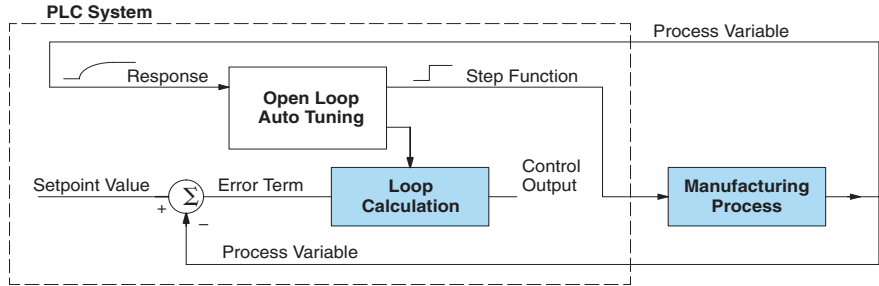 PLC System
Process Variable
Response
Step Function
Open Loop
Auto Tuning
Control
Output
Setpoint Value
+
Σ
−
Error Term
Loop
Calculation
Manufacturing
Process
Process Variable